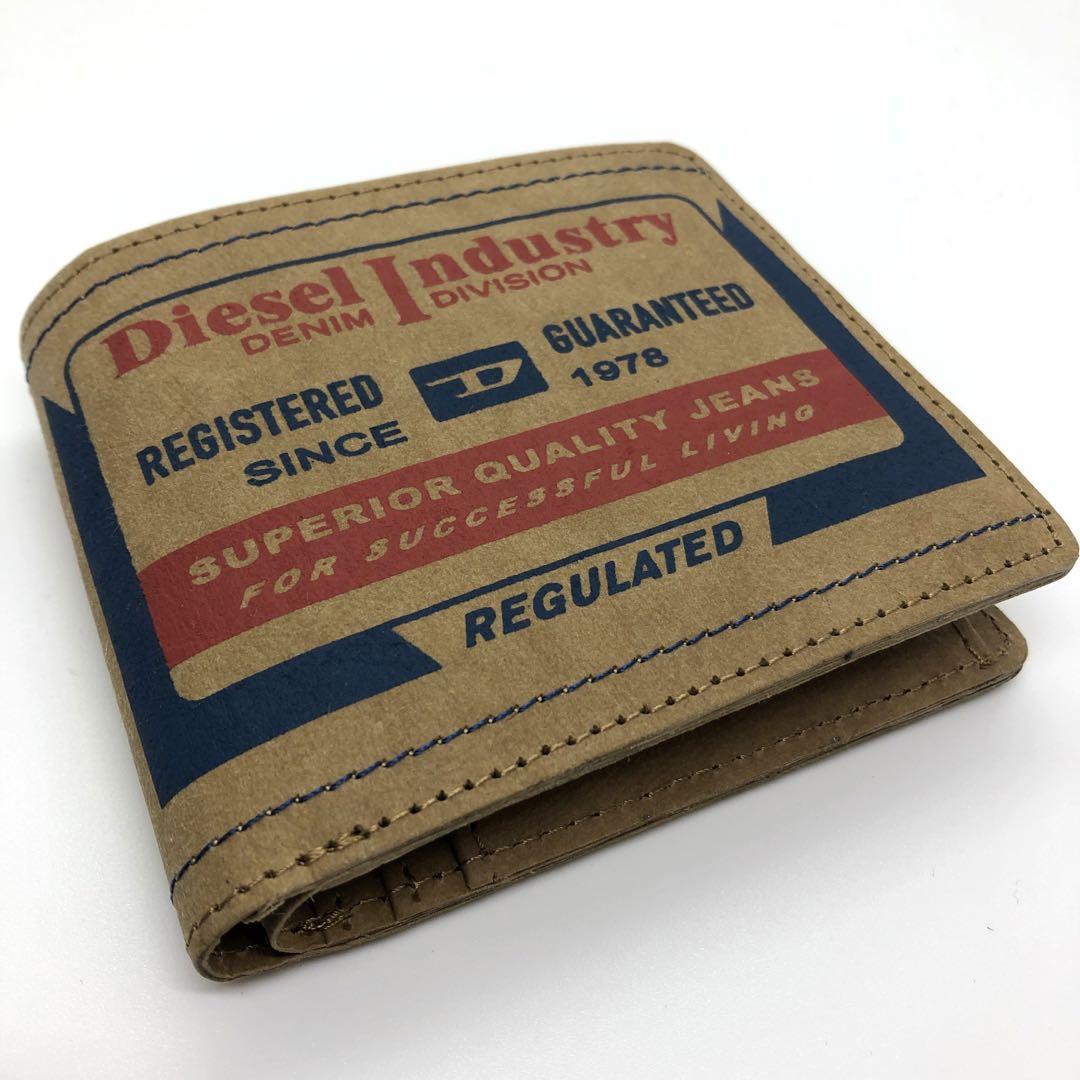 Diesel Industry
DENIM DIVISION
REGISTERED D GUARANTEED
SINCE 1978
SUPERIOR QUALITY JEANS
FOR SUCCESSFUL LIVING
REGULATED